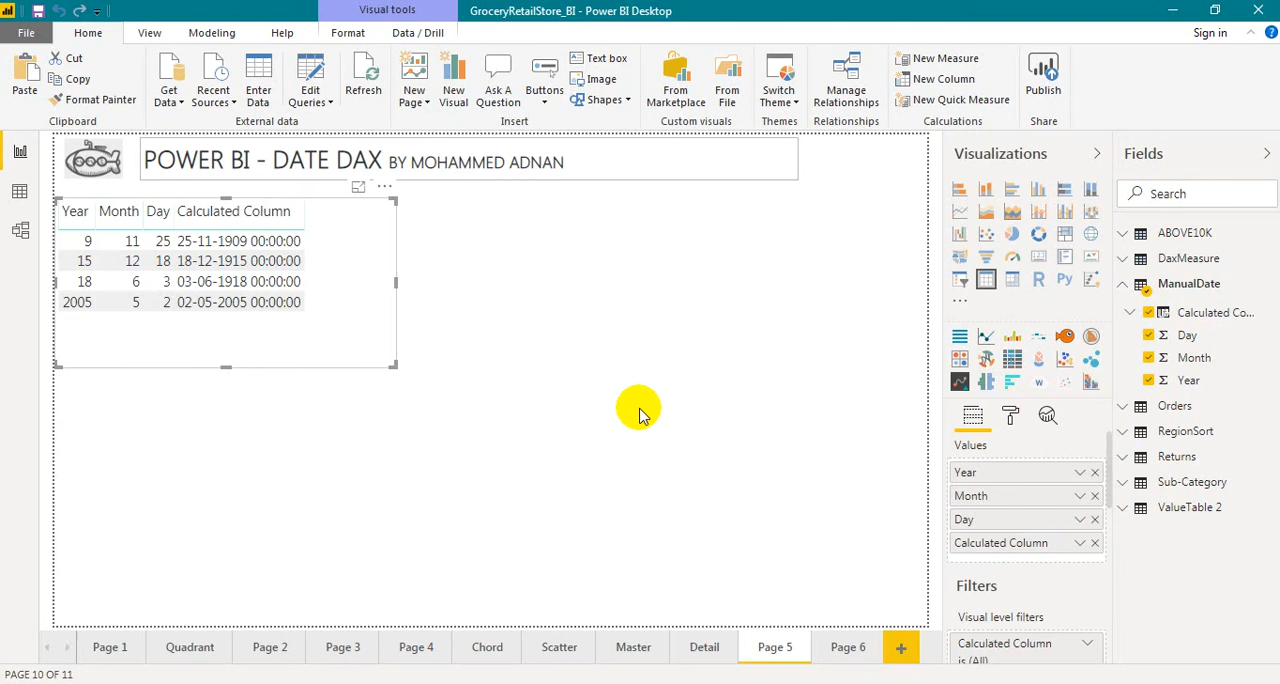 Visual tools
GroceryRetailStore_BI - Power BI Desktop
File Home View Modeling Help Format Data / Drill Sign in
Paste
Cut
Copy
Format Painter
Clipboard
Get Data
Recent Sources
Enter Data
Edit Queries
Refresh
External data
New Page
New Visual
Ask A Question
Buttons
Text box
Image
Shapes
Insert
From Marketplace
From File
Custom visuals
Switch Theme
Themes
Manage Relationships
Relationships
New Measure
New Column
New Quick Measure
Calculations
Publish
Share
POWER BI - DATE DAX BY MOHAMMED ADNAN
Year Month Day Calculated Column
9 11 25 25-11-1909 00:00:00
15 12 18 18-12-1915 00:00:00
18 6 3 03-06-1918 00:00:00
2005 5 2 02-05-2005 00:00:00
Visualizations
R Py
Values
Year
Month
Day
Calculated Column
Filters
Visual level filters
Calculated Column
is (All)
Fields
Search
ABOVE10K
DaxMeasure
ManualDate
Calculated Co...
Day
Month
Year
Orders
RegionSort
Returns
Sub-Category
ValueTable 2
Page 1 Quadrant Page 2 Page 3 Page 4 Chord Scatter Master Detail Page 5 Page 6
PAGE 10 OF 11